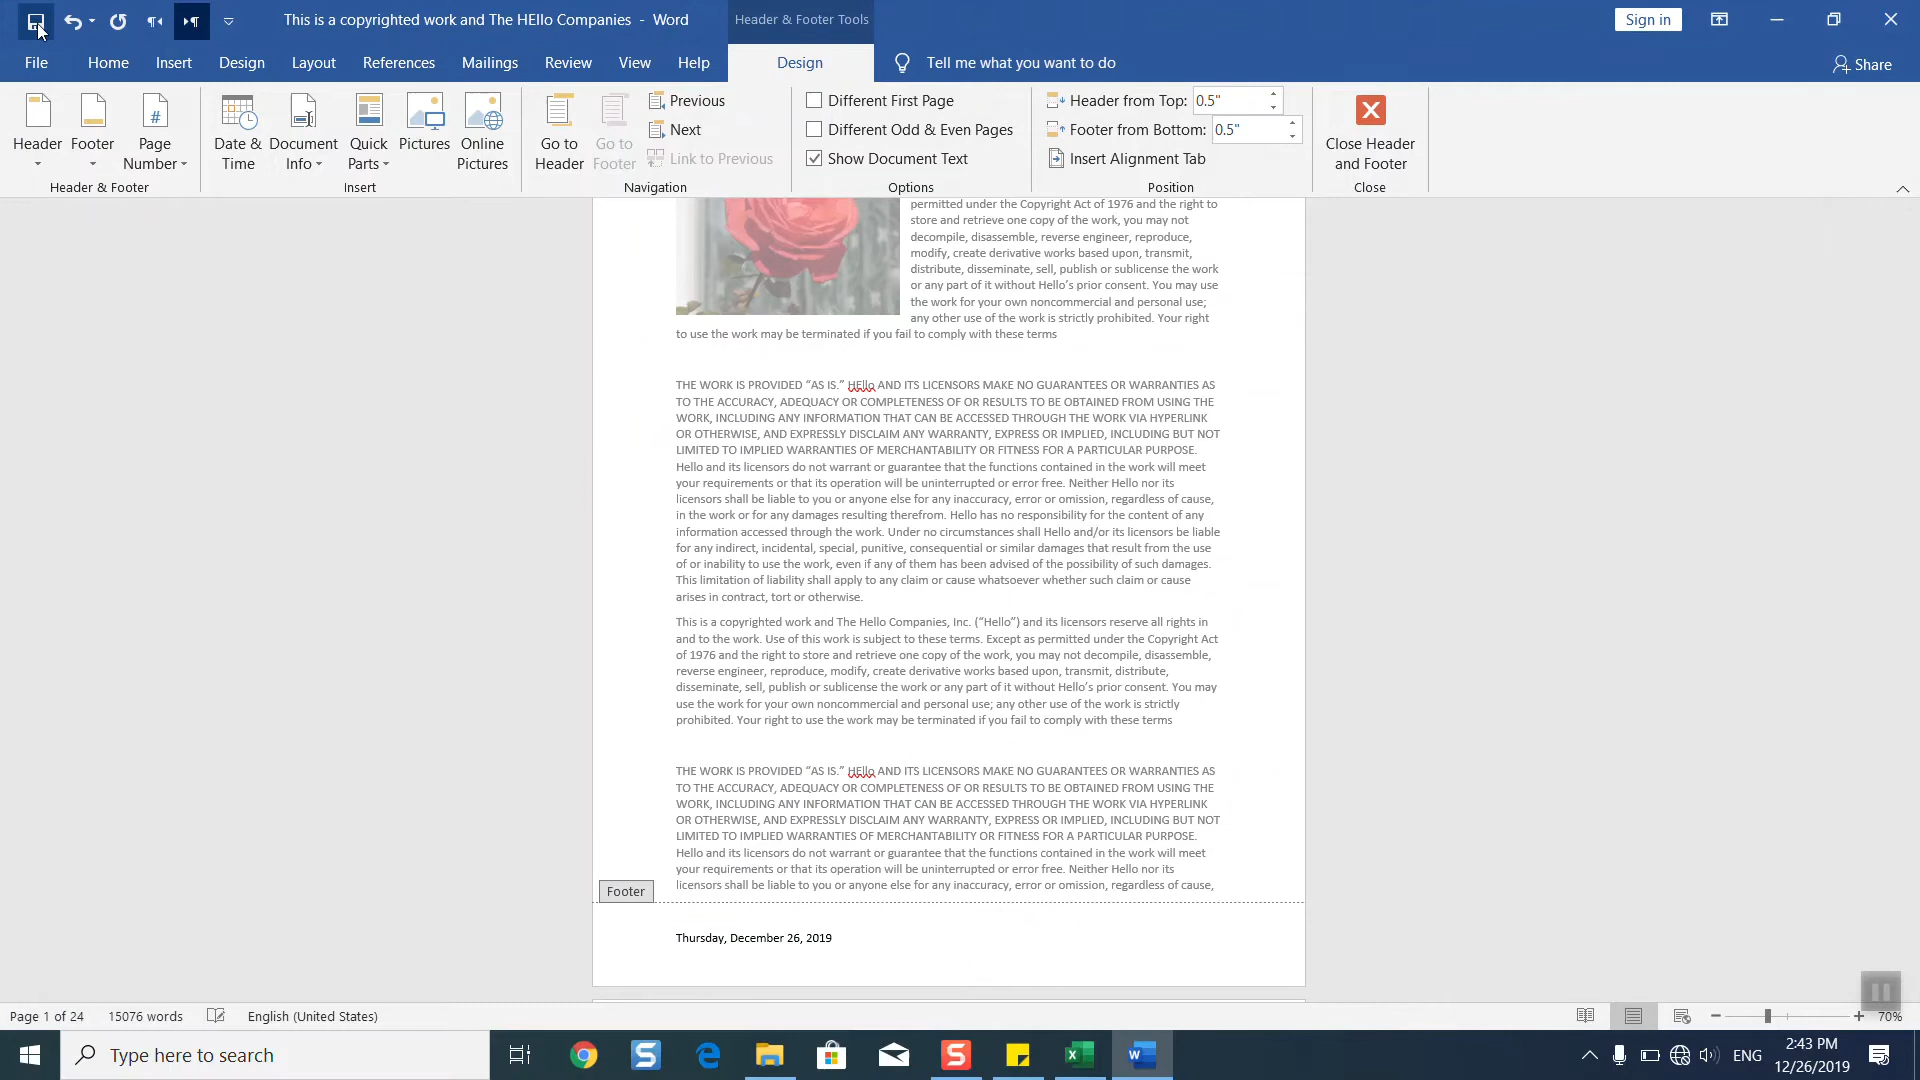 This is a copyrighted work and The HEllo Companies - Word
Header & Footer Tools
Sign in
File Home Insert Design Layout References Mailings Review View Help Design Tell me what you want to do Share
Header
Footer
Page Number
Header & Footer
Date & Time
Document Info
Quick Parts
Pictures
Online Pictures
Insert
Go to Header
Go to Footer
Previous
Next
Link to Previous
Navigation
Different First Page
Different Odd & Even Pages
Show Document Text
Options
Header from Top: 0.5"
Footer from Bottom: 0.5"
Insert Alignment Tab
Position
Close Header and Footer
Close
permitted under the Copyright Act of 1976 and the right to
store and retrieve one copy of the work, you may not
decompile, disassemble, reverse engineer, reproduce,
modify, create derivative works based upon, transmit,
distribute, disseminate, sell, publish or sublicense the work
or any part of it without Hello’s prior consent. You may use
the work for your own noncommercial and personal use;
any other use of the work is strictly prohibited. Your right
to use the work may be terminated if you fail to comply with these terms
THE WORK IS PROVIDED “AS IS.” HEllo AND ITS LICENSORS MAKE NO GUARANTEES OR WARRANTIES AS
TO THE ACCURACY, ADEQUACY OR COMPLETENESS OF OR RESULTS TO BE OBTAINED FROM USING THE
WORK, INCLUDING ANY INFORMATION THAT CAN BE ACCESSED THROUGH THE WORK VIA HYPERLINK
OR OTHERWISE, AND EXPRESSLY DISCLAIM ANY WARRANTY, EXPRESS OR IMPLIED, INCLUDING BUT NOT
LIMITED TO IMPLIED WARRANTIES OF MERCHANTABILITY OR FITNESS FOR A PARTICULAR PURPOSE.
Hello and its licensors do not warrant or guarantee that the functions contained in the work will meet
your requirements or that its operation will be uninterrupted or error free. Neither Hello nor its
licensors shall be liable to you or anyone else for any inaccuracy, error or omission, regardless of cause,
in the work or for any damages resulting therefrom. Hello has no responsibility for the content of any
information accessed through the work. Under no circumstances shall Hello and/or its licensors be liable
for any indirect, incidental, special, punitive, consequential or similar damages that result from the use
of or inability to use the work, even if any of them has been advised of the possibility of such damages.
This limitation of liability shall apply to any claim or cause whatsoever whether such claim or cause
arises in contract, tort or otherwise.
This is a copyrighted work and The Hello Companies, Inc. (“Hello”) and its licensors reserve all rights in
and to the work. Use of this work is subject to these terms. Except as permitted under the Copyright Act
of 1976 and the right to store and retrieve one copy of the work, you may not decompile, disassemble,
reverse engineer, reproduce, modify, create derivative works based upon, transmit, distribute,
disseminate, sell, publish or sublicense the work or any part of it without Hello’s prior consent. You may
use the work for your own noncommercial and personal use; any other use of the work is strictly
prohibited. Your right to use the work may be terminated if you fail to comply with these terms
THE WORK IS PROVIDED “AS IS.” HEllo AND ITS LICENSORS MAKE NO GUARANTEES OR WARRANTIES AS
TO THE ACCURACY, ADEQUACY OR COMPLETENESS OF OR RESULTS TO BE OBTAINED FROM USING THE
WORK, INCLUDING ANY INFORMATION THAT CAN BE ACCESSED THROUGH THE WORK VIA HYPERLINK
OR OTHERWISE, AND EXPRESSLY DISCLAIM ANY WARRANTY, EXPRESS OR IMPLIED, INCLUDING BUT NOT
LIMITED TO IMPLIED WARRANTIES OF MERCHANTABILITY OR FITNESS FOR A PARTICULAR PURPOSE.
Hello and its licensors do not warrant or guarantee that the functions contained in the work will meet
your requirements or that its operation will be uninterrupted or error free. Neither Hello nor its
licensors shall be liable to you or anyone else for any inaccuracy, error or omission, regardless of cause,
Footer
Thursday, December 26, 2019
Page 1 of 24 15076 words English (United States) 70%
Type here to search
ENG
2:43 PM
12/26/2019